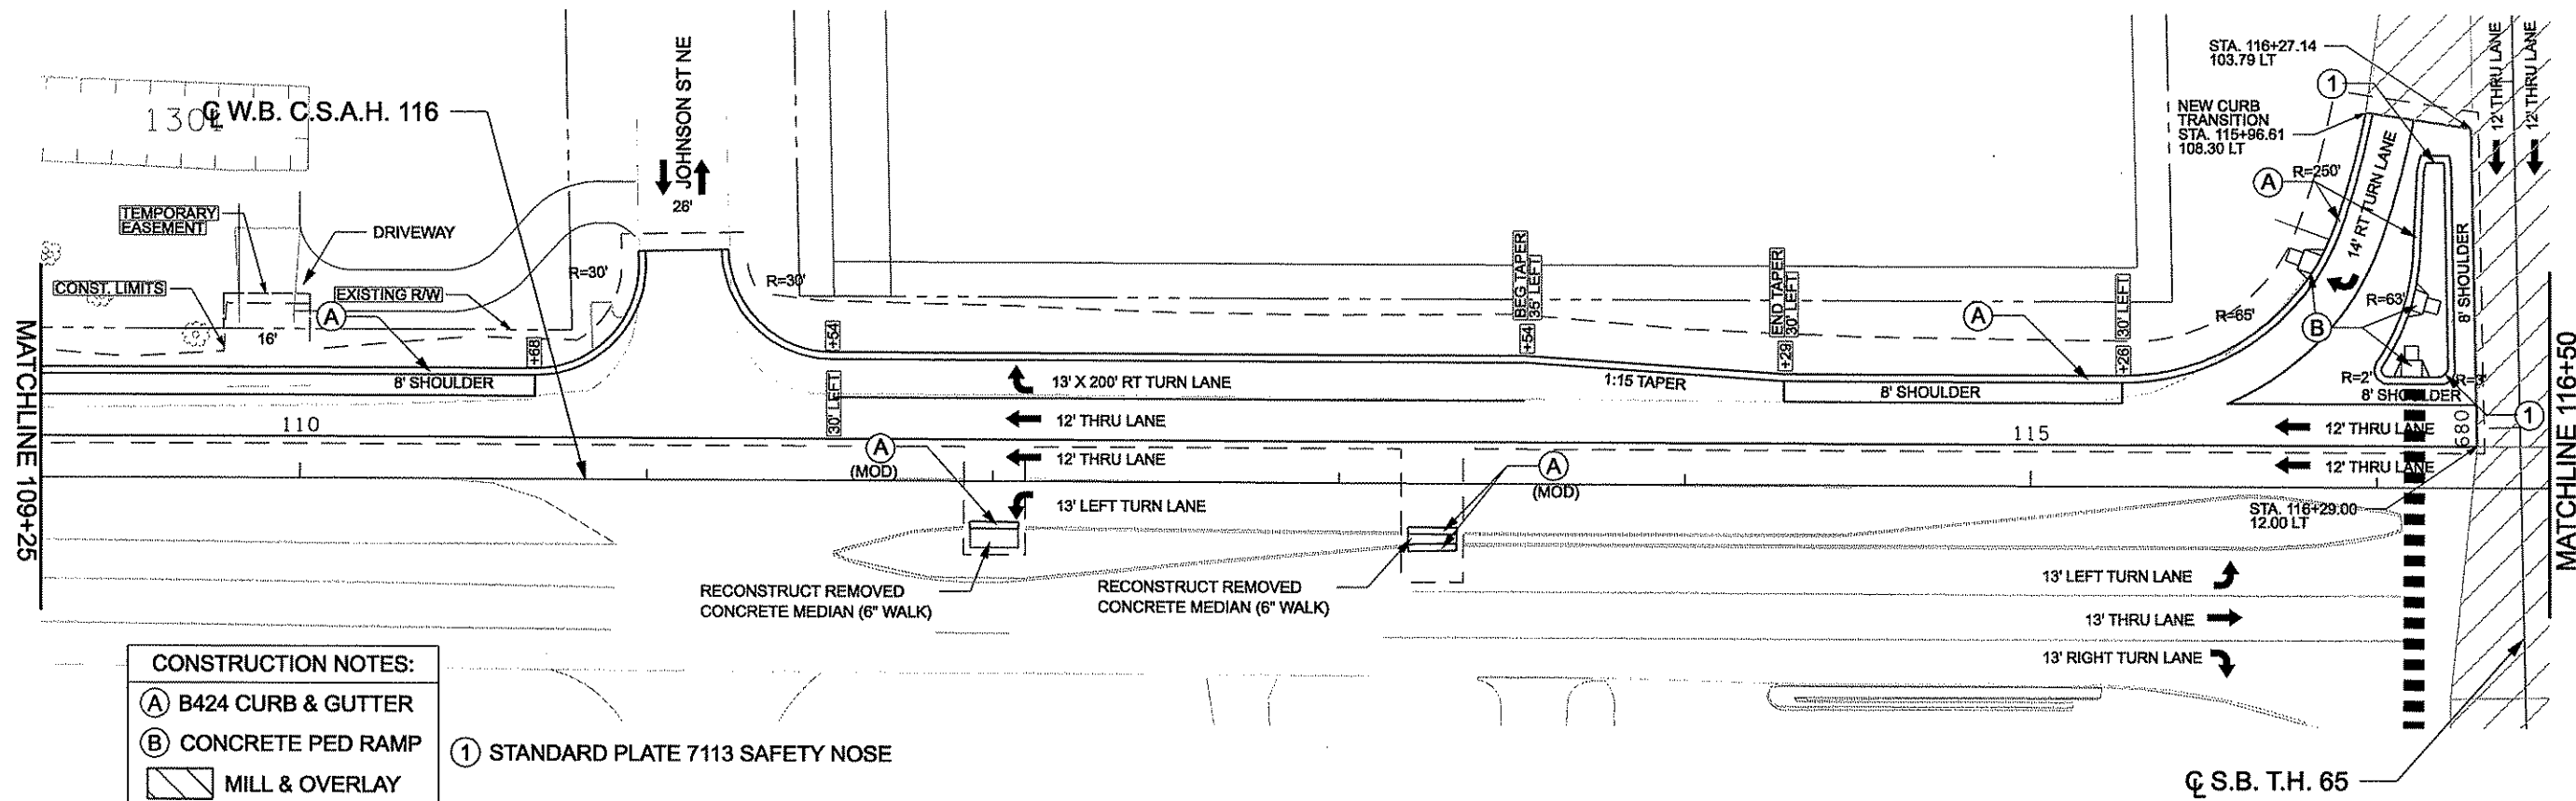 STA. 116+27.14
103.79 LT
12' THRU LANE
12' THRU LANE
1
NEW CURB
TRANSITION
STA. 115+96.61
108.30 LT
1301
℄ W.B. C.S.A.H. 116
JOHNSON ST NE
26'
A
R=250'
14' RT TURN LANE
TEMPORARY
EASEMENT
DRIVEWAY
8' SHOULDER
CONST. LIMITS
EXISTING R/W
R=30'
R=30'
BEG TAPER
35' LEFT
END TAPER
30' LEFT
30' LEFT
R=63'
R=65'
A
16'
A
B
MATCHLINE 109+25
+68
+54
+54
+29
+26
8' SHOULDER
13' X 200' RT TURN LANE
1:15 TAPER
8' SHOULDER
R=2'
R=3'
8' SHOULDER
1
MATCHLINE 116+50
110
30' LEFT
12' THRU LANE
115
12' THRU LANE
680
A
(MOD)
12' THRU LANE
A
(MOD)
12' THRU LANE
13' LEFT TURN LANE
STA. 116+29.00
12.00 LT
RECONSTRUCT REMOVED
CONCRETE MEDIAN (6" WALK)
RECONSTRUCT REMOVED
CONCRETE MEDIAN (6" WALK)
13' LEFT TURN LANE
13' THRU LANE
13' RIGHT TURN LANE
CONSTRUCTION NOTES:
A B424 CURB & GUTTER
B CONCRETE PED RAMP
MILL & OVERLAY
1 STANDARD PLATE 7113 SAFETY NOSE
℄ S.B. T.H. 65